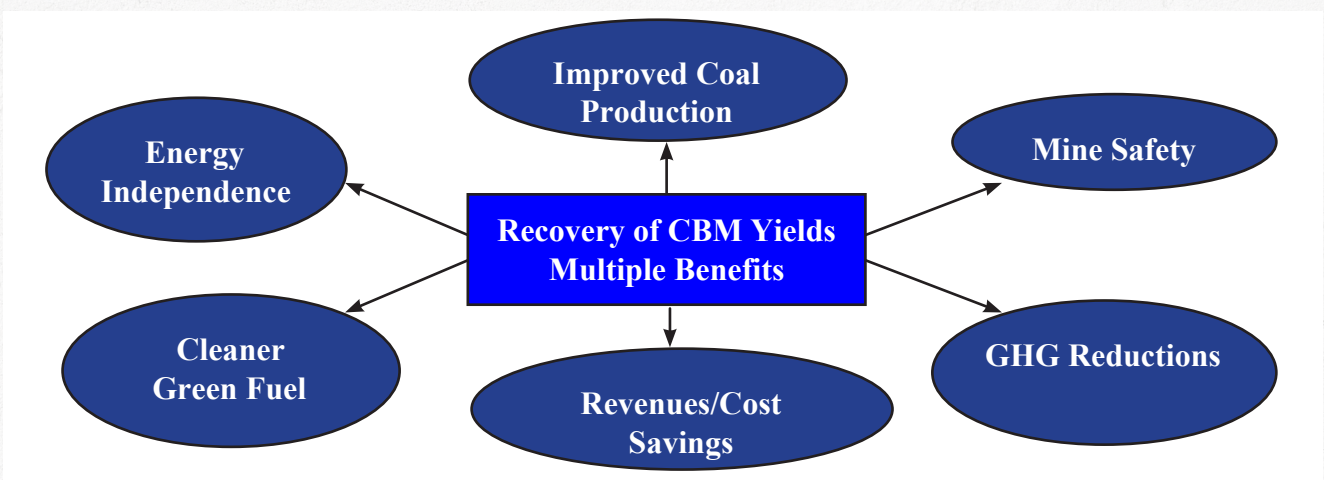 Improved Coal
Production
Energy
Independence
Mine Safety
Recovery of CBM Yields
Multiple Benefits
Cleaner
Green Fuel
GHG Reductions
Revenues/Cost
Savings